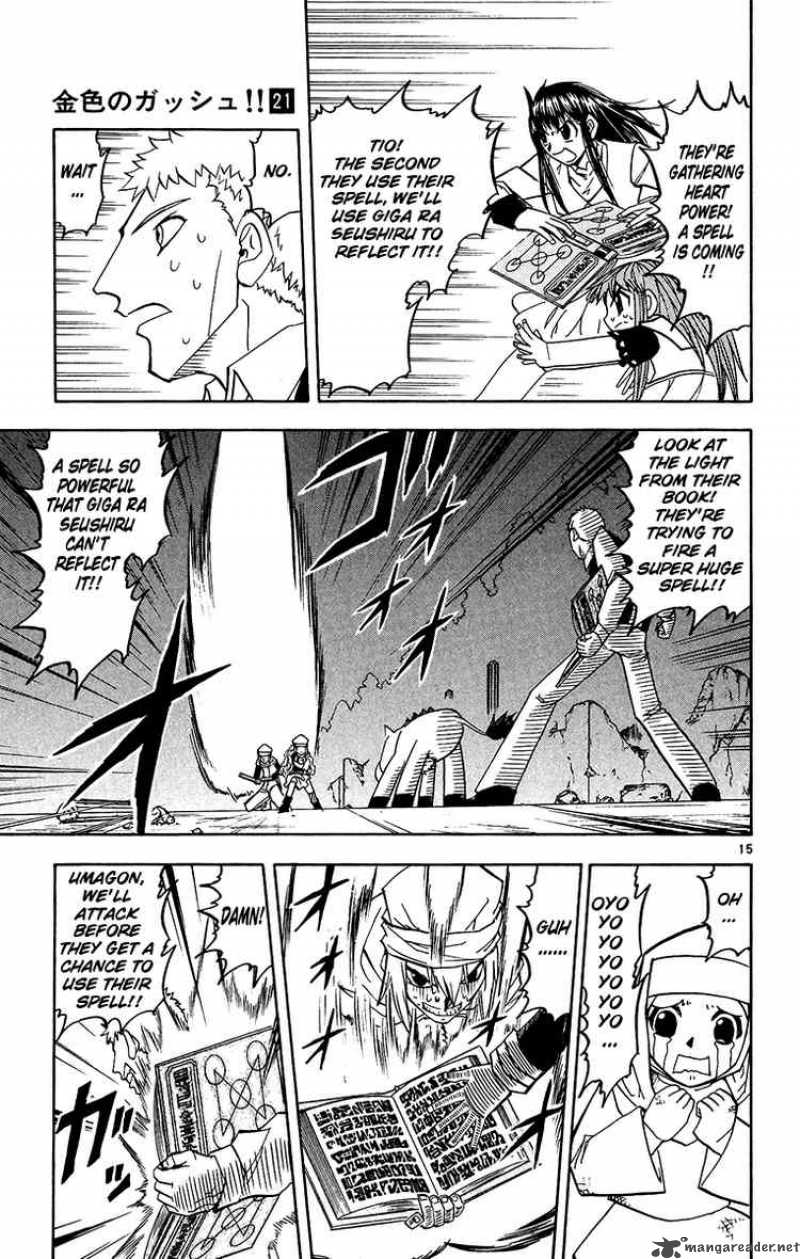 THEY'RE
GATHERING
HEART
POWER!
A SPELL
IS COMING
!!
TIO!
THE SECOND
THEY USE THEIR
SPELL, WE'LL
USE GIGA RA
SEUSHIRU TO
REFLECT IT!!
金色のガッシュ!! 21
NO.
WAIT
...
LOOK AT
THE LIGHT
FROM THEIR
BOOK!
THEY'RE
TRYING TO
FIRE A
SUPER HUGE
SPELL!!
ゴ
A SPELL SO
POWERFUL
THAT GIGA RA
SEUSHIRU
CAN'T
REFLECT
IT!!
15
OH
...
OYO
YO
YO
YO
YO
YO
YO
...
GUH
......
DAMN!
UMAGON,
WE'LL
ATTACK
BEFORE
THEY GET A
CHANCE TO
USE THEIR
SPELL!!
ガッ
mangareader.net